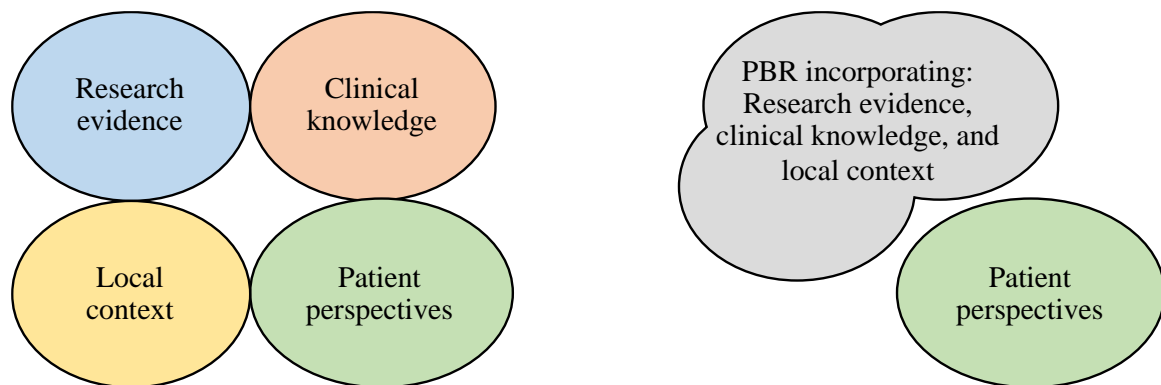 Research
evidence
Clinical
knowledge
Local
context
Patient
perspectives
PBR incorporating:
Research evidence,
clinical knowledge, and
local context
Patient
perspectives